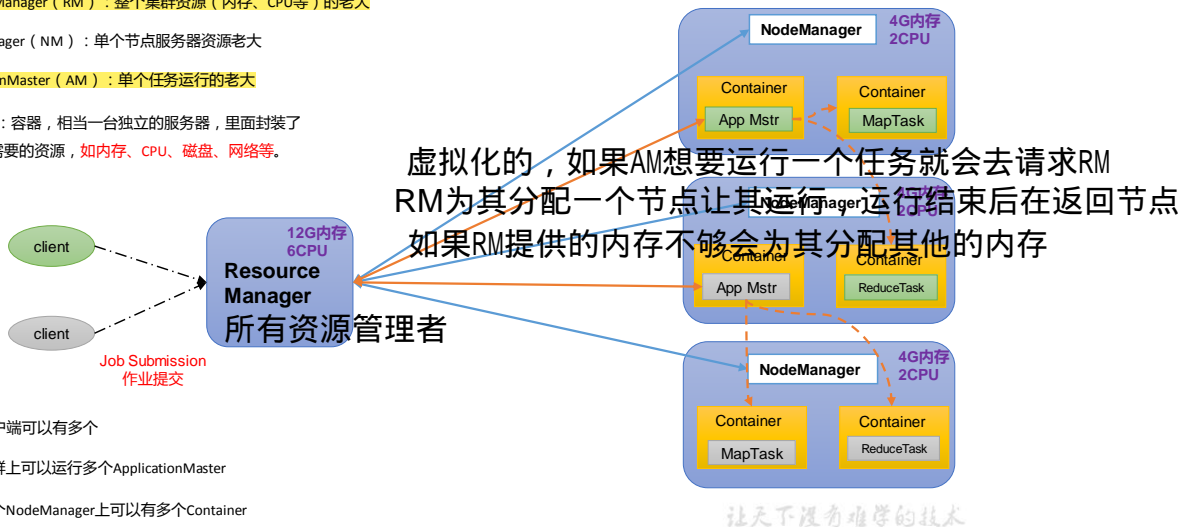 Manager（RM）：整个集群资源（内存、CPU等）的老大
ager（NM）：单个节点服务器资源老大
nMaster（AM）：单个任务运行的老大
：容器，相当一台独立的服务器，里面封装了
需要的资源，如内存、CPU、磁盘、网络等。
client
client
Job Submission
作业提交
12G内存
6CPU
Resource
Manager
所有资源管理者
NodeManager
4G内存
2CPU
Container
App Mstr
Container
MapTask
虚拟化的，如果AM想要运行一个任务就会去请求RM
RM为其分配一个节点让其运行，运行结束后在返回节点
如果RM提供的内存不够会为其分配其他的内存
NodeManager
4G内存
2CPU
Container
App Mstr
Container
ReduceTask
NodeManager
4G内存
2CPU
Container
MapTask
Container
ReduceTask
户端可以有多个
群上可以运行多个ApplicationMaster
个NodeManager上可以有多个Container
让天下没有难学的技术